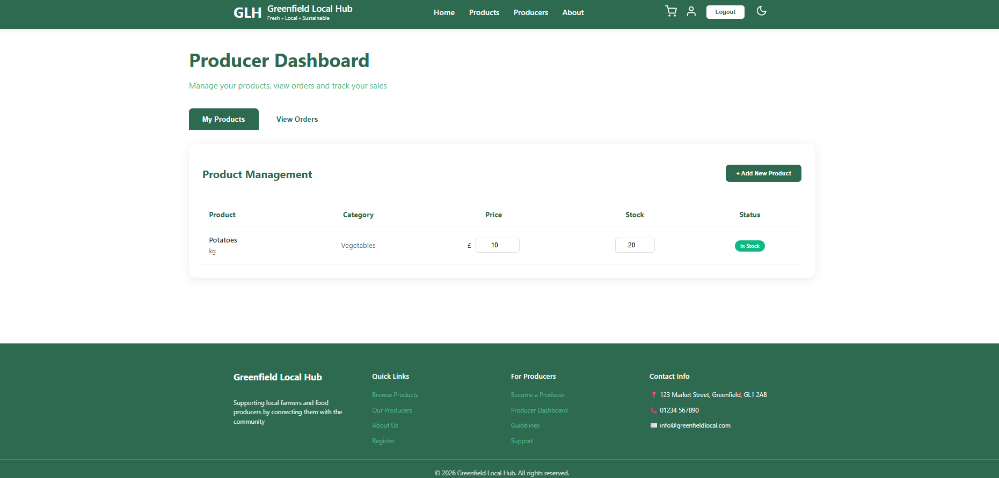 GLH
Greenfield Local Hub
Fresh • Local • Sustainable
Home
Products
Producers
About
Logout
Producer Dashboard
Manage your products, view orders and track your sales
My Products
View Orders
Product Management
+ Add New Product
Product
Category
Price
Stock
Status
Potatoes
kg
Vegetables
£ 10
20
In Stock
Greenfield Local Hub
Supporting local farmers and food
producers by connecting them with the
community
Quick Links
Browse Products
Our Producers
About Us
Register
For Producers
Become a Producer
Producer Dashboard
Guidelines
Support
Contact Info
123 Market Street, Greenfield, GL1 2AB
01234 567890
info@greenfieldlocal.com
© 2026 Greenfield Local Hub. All rights reserved.